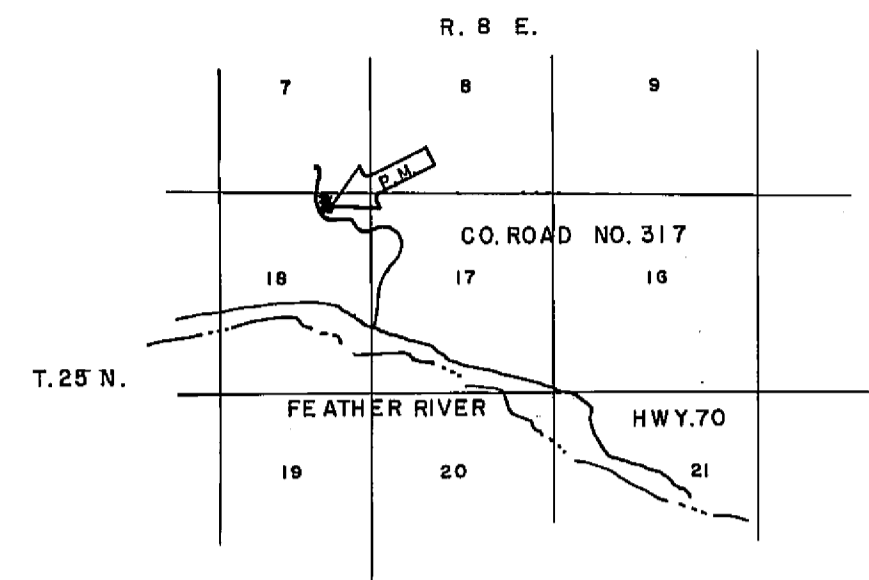 R. 8 E.
7 8 9
P.M.
CO. ROAD NO. 317
18 17 16
T. 25 N.
FEATHER RIVER HWY. 70
19 20 21